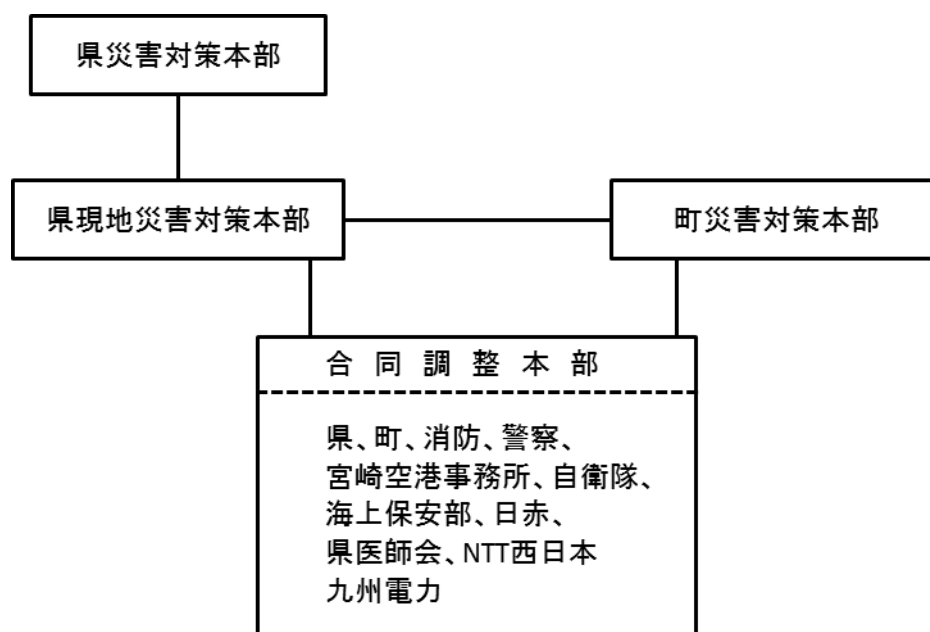 県災害対策本部
県現地災害対策本部
町災害対策本部
合同調整本部
県、町、消防、警察、
宮崎空港事務所、自衛隊、
海上保安部、日赤、
県医師会、NTT西日本
九州電力